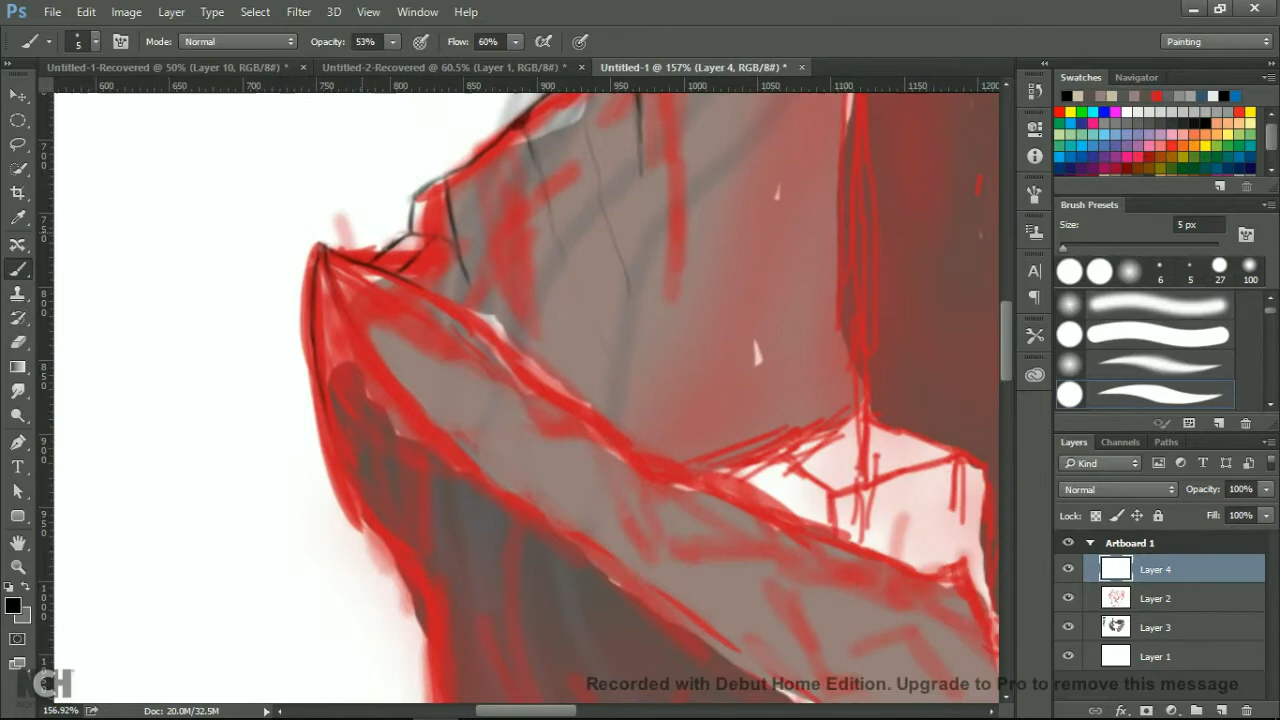 Ps File Edit Image Layer Type Select Filter 3D View Window Help
5 Mode: Normal Opacity: 53% Flow: 60% Painting
Untitled-1-Recovered @ 50% (Layer 10, RGB/8#) * × Untitled-2-Recovered @ 60.5% (Layer 1, RGB/8#) * × Untitled-1 @ 157% (Layer 4, RGB/8#) * ×
600 650 700 750 800 850 900 950 1000 1050 1100 1150 1200
Swatches Navigator
Brush Presets
Size: 5 px
6 5 27 100
Layers Channels Paths
Kind
Normal Opacity: 100%
Lock: Fill: 100%
Artboard 1
Layer 4
Layer 2
Layer 3
Layer 1
NCH
Recorded with Debut Home Edition. Upgrade to Pro to remove this message
156.92% Doc: 20.0M/32.5M